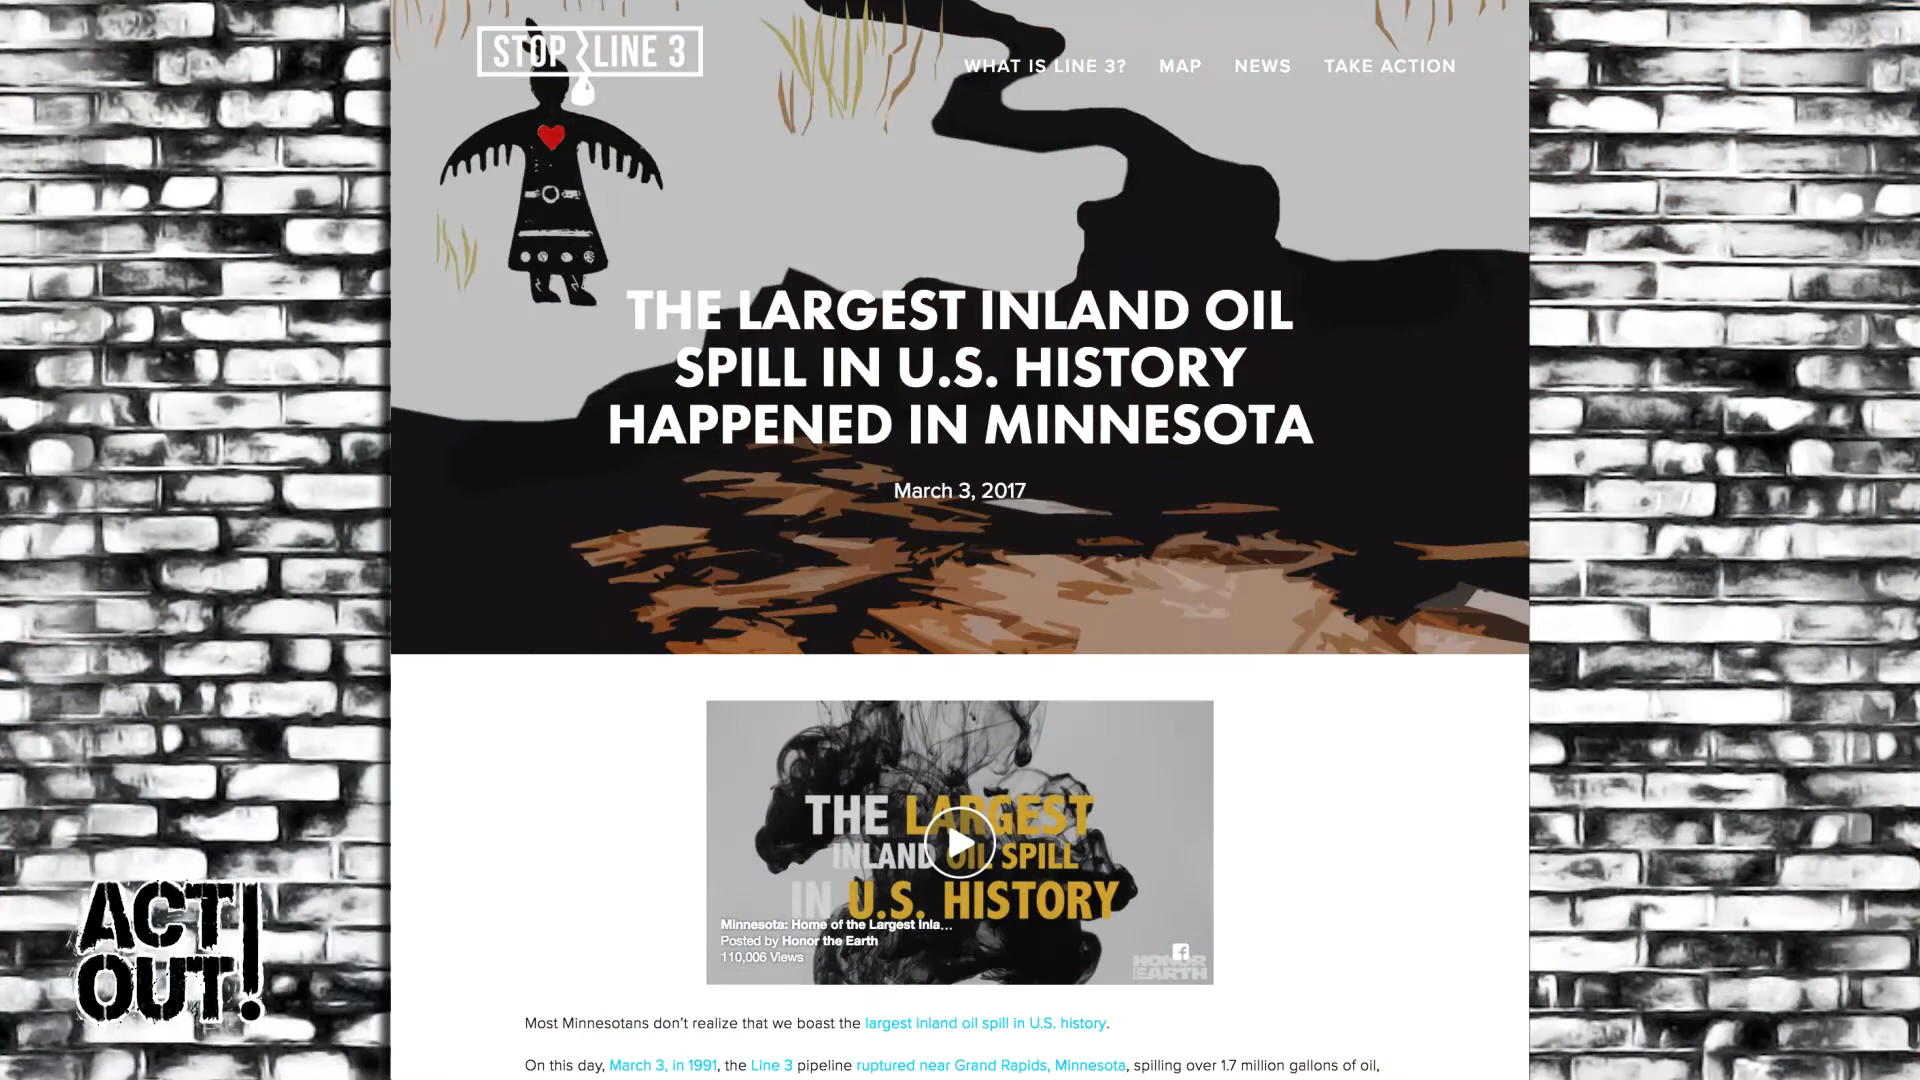 STOP LINE 3
WHAT IS LINE 3? MAP NEWS TAKE ACTION
THE LARGEST INLAND OIL
SPILL IN U.S. HISTORY
HAPPENED IN MINNESOTA
March 3, 2017
THE LARGEST
INLAND OIL SPILL
IN U.S. HISTORY
Minnesota: Home of the Largest Inla...
Posted by Honor the Earth
110,006 Views
HONOR
THE EARTH
Most Minnesotans don't realize that we boast the largest inland oil spill in U.S. history.
On this day, March 3, in 1991, the Line 3 pipeline ruptured near Grand Rapids, Minnesota, spilling over 1.7 million gallons of oil,
ACT
OUT!